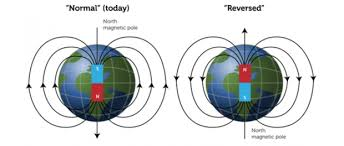 "Normal" (today)
North
magnetic pole
S
N
"Reversed"
N
S
North
magnetic pole